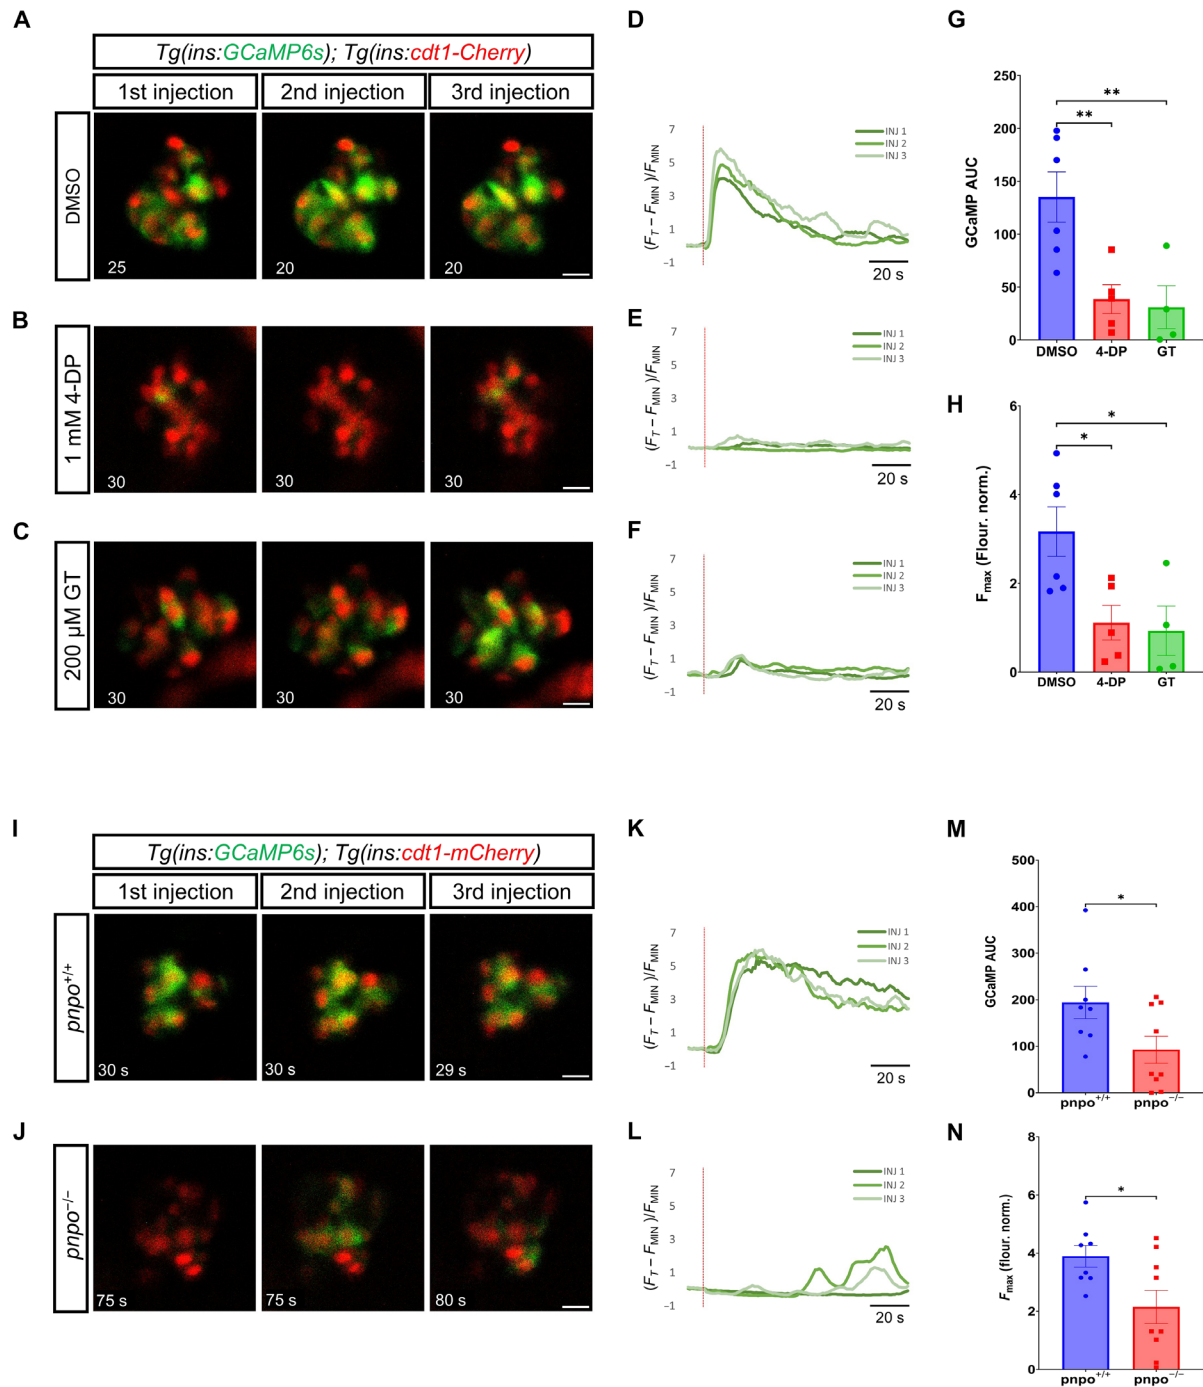 A
Tg(ins:GCaMP6s); Tg(ins:cdt1-Cherry)
1st injection
2nd injection
3rd injection
DMSO
25
20
20
B
1 mM 4-DP
30
30
30
C
200 µM GT
30
30
30
D
(F_T – F_MIN)/F_MIN
7
5
3
1
–1
INJ 1
INJ 2
INJ 3
20 s
E
(F_T – F_MIN)/F_MIN
7
5
3
1
–1
INJ 1
INJ 2
INJ 3
20 s
F
(F_T – F_MIN)/F_MIN
7
5
3
1
–1
INJ 1
INJ 2
INJ 3
20 s
G
GCaMP AUC
250
200
150
100
50
0
**
**
DMSO
4-DP
GT
H
F_max (Flour. norm.)
6
4
2
0
*
*
DMSO
4-DP
GT
I
Tg(ins:GCaMP6s); Tg(ins:cdt1-mCherry)
1st injection
2nd injection
3rd injection
pnpo+/+
30 s
30 s
29 s
J
pnpo−/−
75 s
75 s
80 s
K
(F_T – F_MIN)/F_MIN
7
5
3
1
–1
INJ 1
INJ 2
INJ 3
20 s
L
(F_T – F_MIN)/F_MIN
7
5
3
1
–1
INJ 1
INJ 2
INJ 3
20 s
M
GCaMP AUC
500
400
300
200
100
0
*
pnpo+/+
pnpo−/−
N
F_max (flour. norm.)
8
6
4
2
0
*
pnpo+/+
pnpo−/−